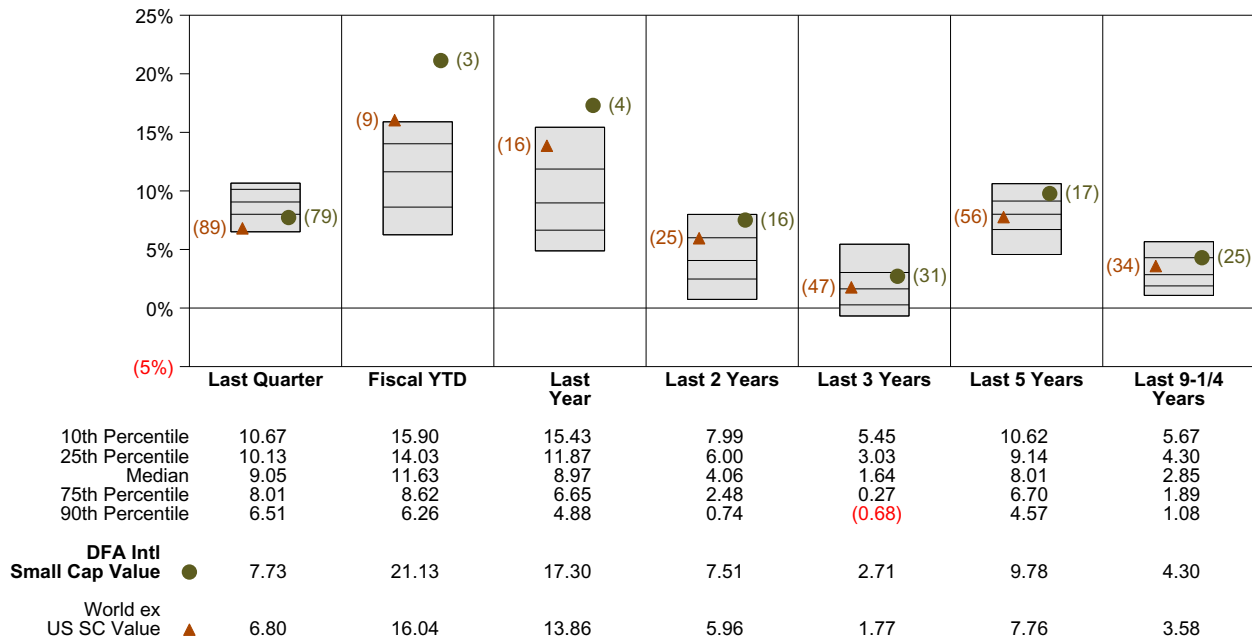 25%
20%
15%
10%
5%
0%
(5%)
(89) (79)
(9) (3)
(16) (4)
(25) (16)
(47) (31)
(56) (17)
(34) (25)
Last Quarter Fiscal YTD Last Year Last 2 Years Last 3 Years Last 5 Years Last 9-1/4 Years
10th Percentile 10.67 15.90 15.43 7.99 5.45 10.62 5.67
25th Percentile 10.13 14.03 11.87 6.00 3.03 9.14 4.30
Median 9.05 11.63 8.97 4.06 1.64 8.01 2.85
75th Percentile 8.01 8.62 6.65 2.48 0.27 6.70 1.89
90th Percentile 6.51 6.26 4.88 0.74 (0.68) 4.57 1.08
DFA Intl
Small Cap Value 7.73 21.13 17.30 7.51 2.71 9.78 4.30
World ex
US SC Value 6.80 16.04 13.86 5.96 1.77 7.76 3.58